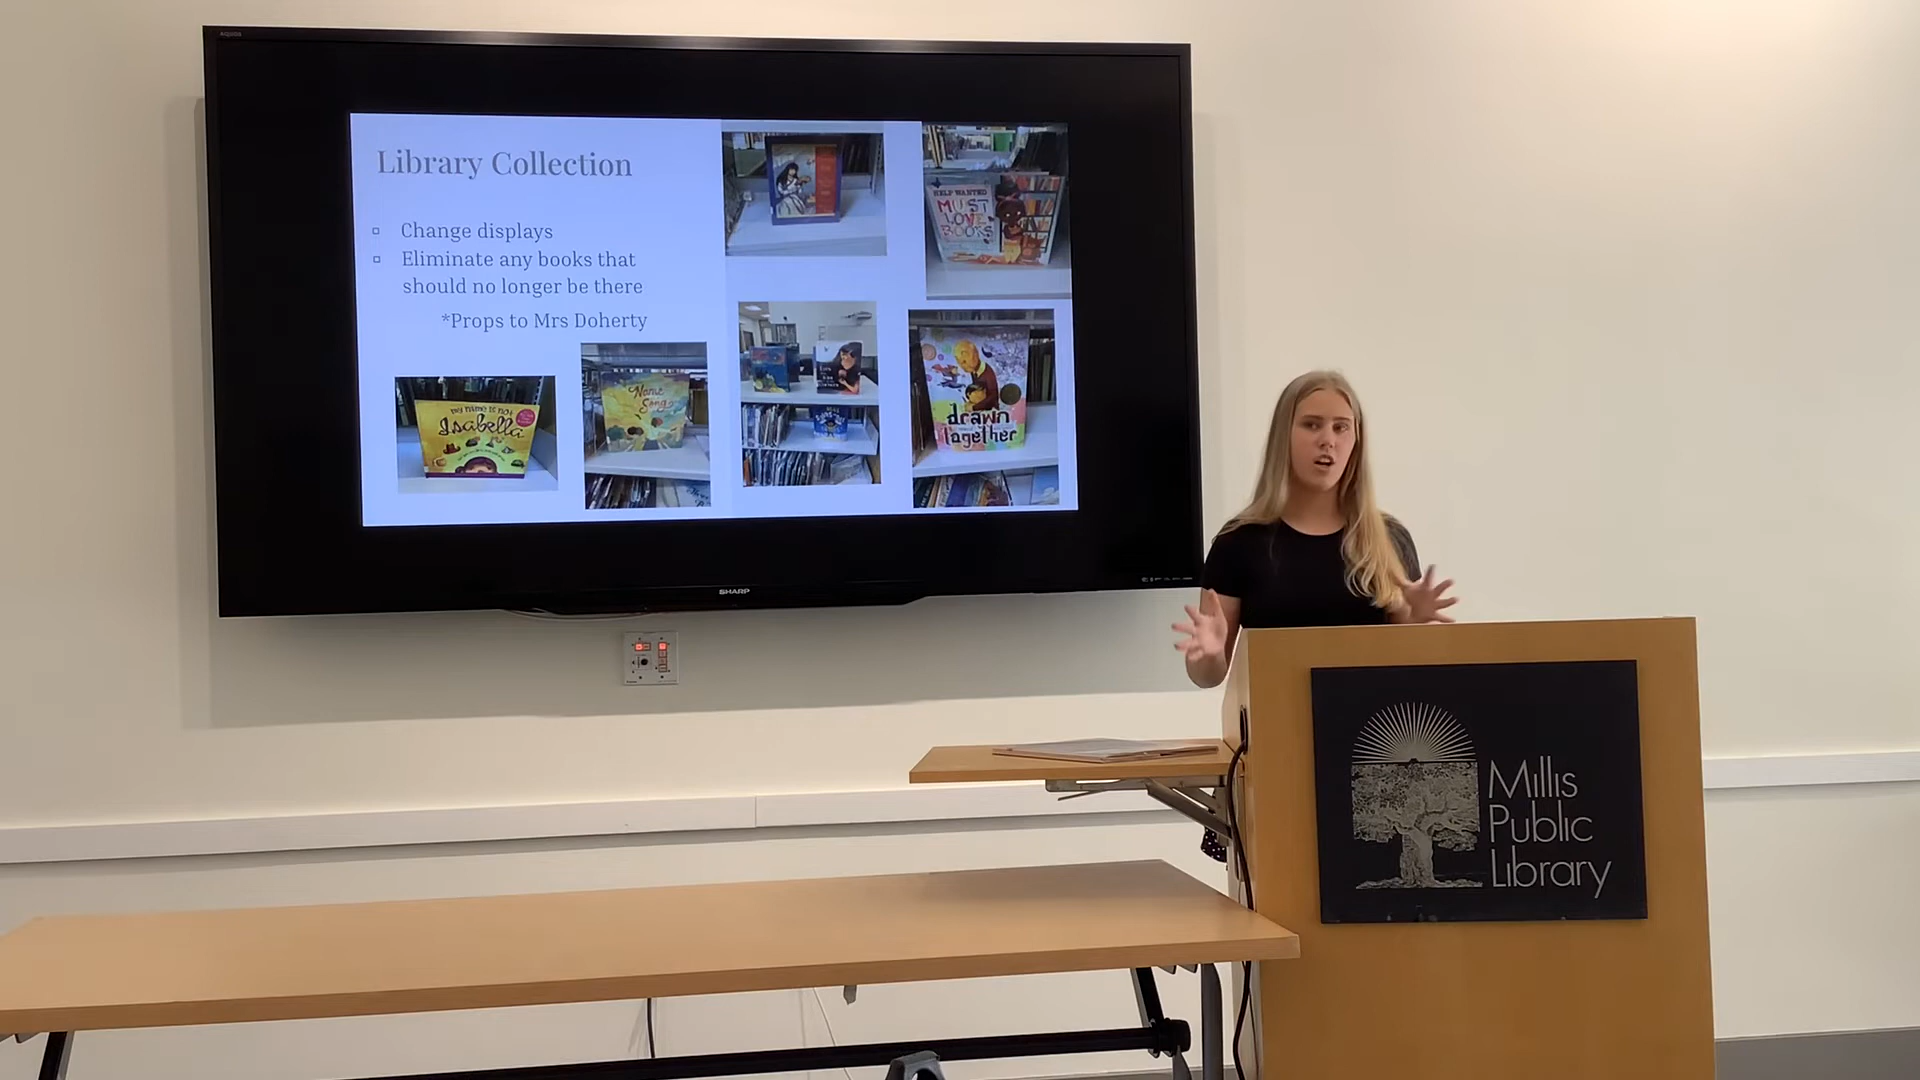 AQUOS
Library Collection
Change displays
Eliminate any books that
should no longer be there
*Props to Mrs Doherty
HELP WANTED
MUST
LOVE
BOOKS
my name is not
Isabella
Name
Song
drawn
together
SHARP
Millis
Public
Library